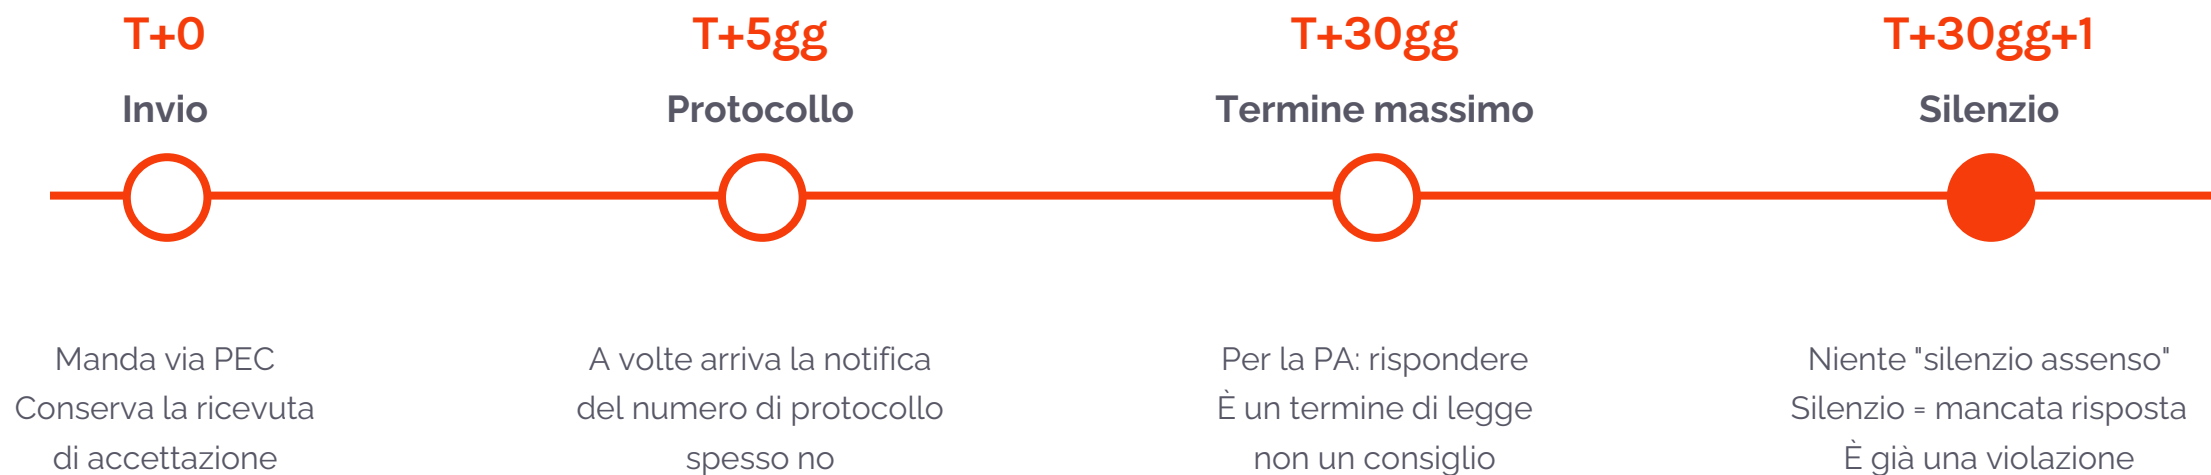 T+0
Invio
Manda via PEC
Conserva la ricevuta
di accettazione
T+5gg
Protocollo
A volte arriva la notifica
del numero di protocollo
spesso no
T+30gg
Termine massimo
Per la PA: rispondere
È un termine di legge
non un consiglio
T+30gg+1
Silenzio
Niente "silenzio assenso"
Silenzio = mancata risposta
È già una violazione